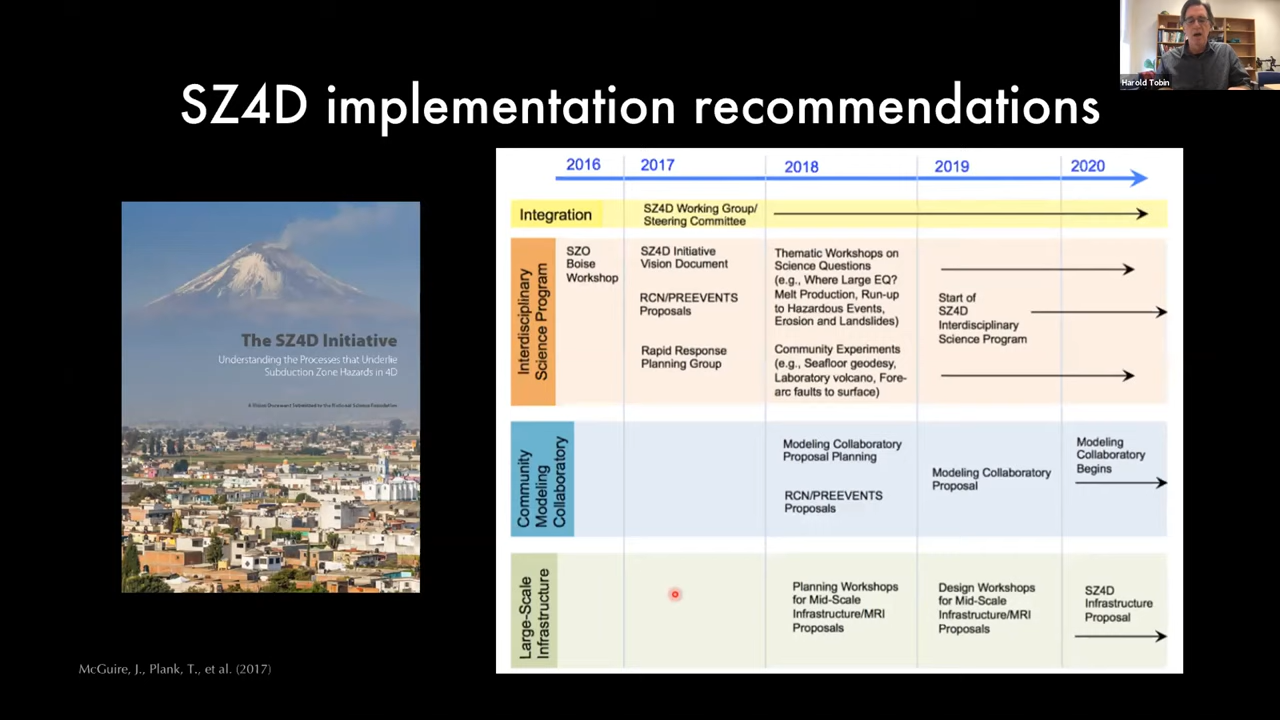 Harold Tobin
SZ4D implementation recommendations
The SZ4D Initiative
Understanding the Processes that Underlie
Subduction Zone Hazards in 4D
A Vision Document Submitted to the National Science Foundation
McGuire, J., Plank, T., et al. (2017)
2016
2017
2018
2019
2020
Integration
SZ4D Working Group/
Steering Committee
Interdisciplinary
Science Program
SZO
Boise
Workshop
SZ4D Initiative
Vision Document
RCN/PREEVENTS
Proposals
Rapid Response
Planning Group
Thematic Workshops on
Science Questions
(e.g., Where Large EQ?
Melt Production, Run-up
to Hazardous Events,
Erosion and Landslides)
Community Experiments
(e.g., Seafloor geodesy,
Laboratory volcano, Fore-
arc faults to surface)
Start of
SZ4D
Interdisciplinary
Science Program
Community
Modeling
Collaboratory
Modeling Collaboratory
Proposal Planning
RCN/PREEVENTS
Proposals
Modeling Collaboratory
Proposal
Modeling
Collaboratory
Begins
Large-Scale
Infrastructure
Planning Workshops
for Mid-Scale
Infrastructure/MRI
Proposals
Design Workshops
for Mid-Scale
Infrastructure/MRI
Proposals
SZ4D
Infrastructure
Proposal